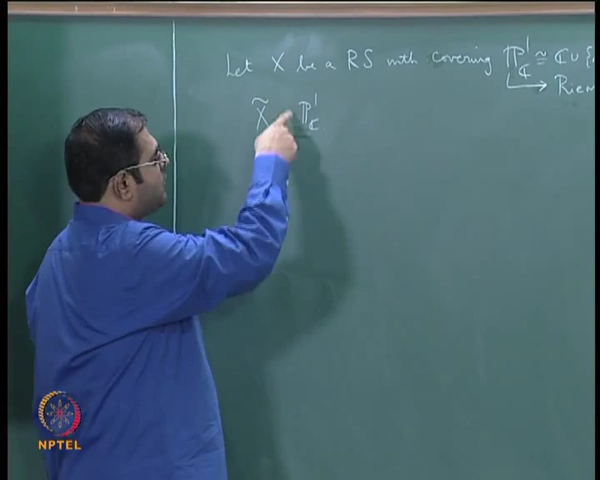 Let X be a RS with covering ℙ¹_ℂ ≅ ℂ ∪ {
↳ Riem
X̃ = ℙ¹_ℂ
NPTEL